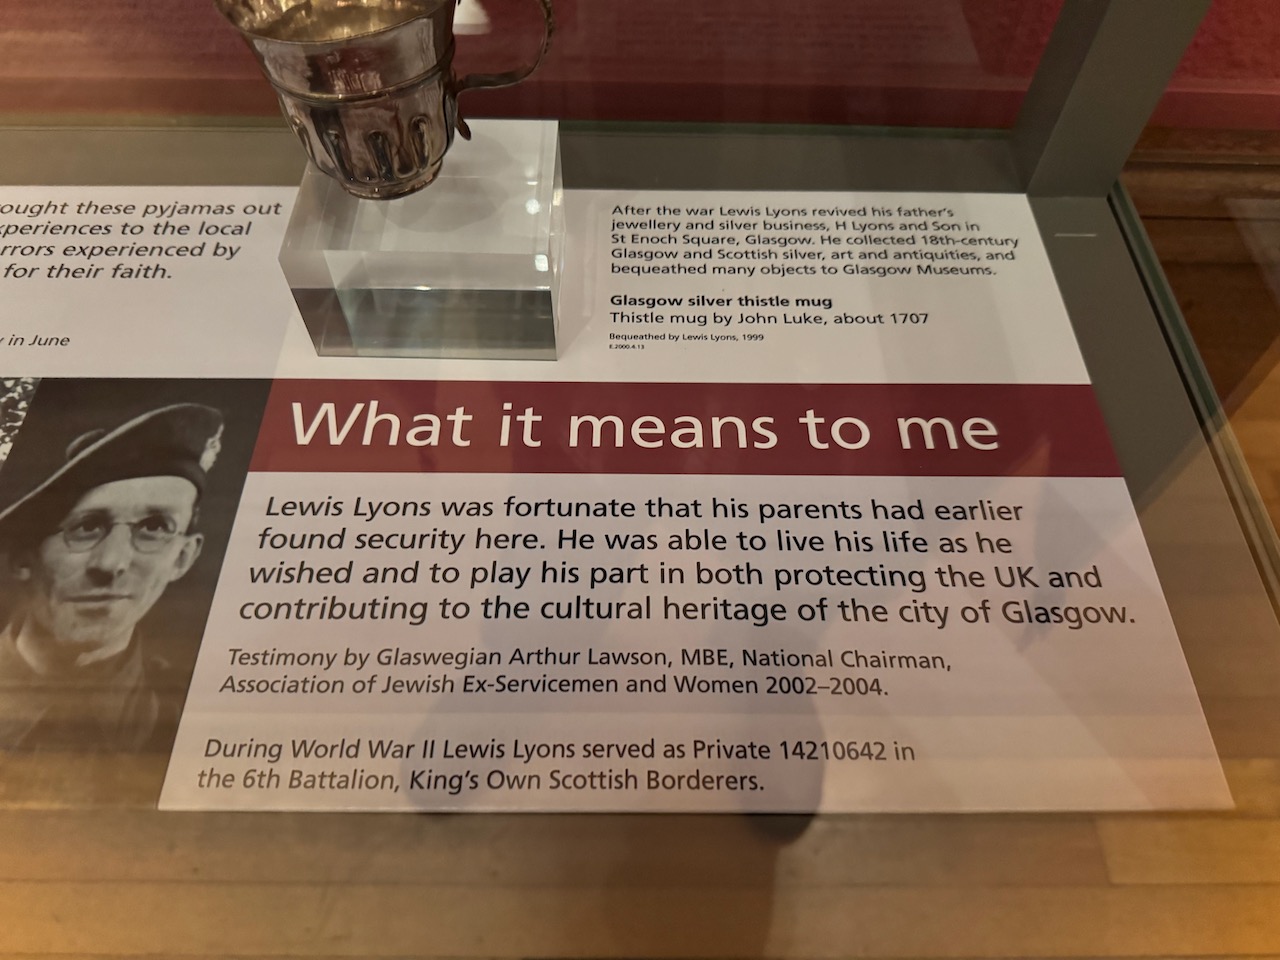 ought these pyjamas out
xperiences to the local
rrors experienced by
for their faith.
in June
After the war Lewis Lyons revived his father's
jewellery and silver business, H Lyons and Son in
St Enoch Square, Glasgow. He collected 18th-century
Glasgow and Scottish silver, art and antiquities, and
bequeathed many objects to Glasgow Museums.
Glasgow silver thistle mug
Thistle mug by John Luke, about 1707
Bequeathed by Lewis Lyons, 1999
E.2000.4.13
What it means to me
Lewis Lyons was fortunate that his parents had earlier
found security here. He was able to live his life as he
wished and to play his part in both protecting the UK and
contributing to the cultural heritage of the city of Glasgow.
Testimony by Glaswegian Arthur Lawson, MBE, National Chairman,
Association of Jewish Ex-Servicemen and Women 2002–2004.
During World War II Lewis Lyons served as Private 14210642 in
the 6th Battalion, King's Own Scottish Borderers.